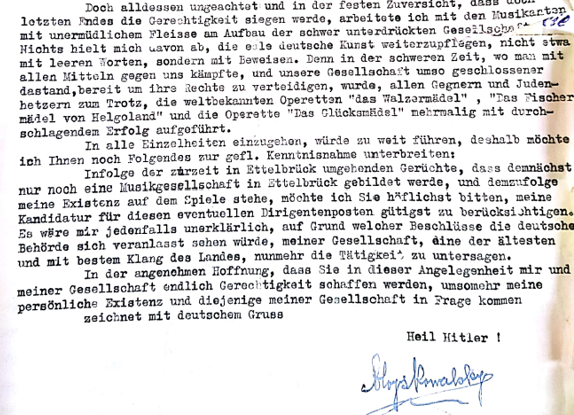 Doch alldessen ungeachtet und in der festen Zuversicht, dass doch
lotzten Endes die Gerechtigkeit siegen werde, arbeitete ich mit den Musikanten
mit unermüdlichem Fleisse am Aufbau der schwer unterdrückten Gesellschaft
Nichts hielt mich davon ab, die edle deutsche Kunst weiterzupflegen, nicht etwa
mit leeren Worten, sondern mit Beweisen. Denn in der schweren Zeit, wo man mit
allen Mitteln gegen uns kämpfte, und unsere Gesellschaft umso geschlossener
dastand,bereit um ihre Rechte zu verteidigen, wurde, allen Gegnern und Juden-
hetzern zum Trotz, die weltbekannten Operetten "das Walzermädel" , "Das Fischer
mädel von Helgoland" und die Operette "Das Glücksmädel" mehrmalig mit durch-
schlagendem Erfolg aufgeführt.
In alle Einzelheiten einzugehen, würde zu weit führen, deshalb möchte
ich Ihnen noch Folgendes zur gefl. Kenntnisnahme unterbreiten:
Infolge der zurzeit in Ettelbrück umgehenden Gerüchte, dass demnächst
nur noch eine Musikgesellschaft in Ettelbrück gebildet werde, und demzufolge
meine Existenz auf dem Spiele stehe, möchte ich Sie höflichst bitten, meine
Kandidatur für diesen eventuellen Dirigentenposten gütigst zu berücksichtigen.
Es wäre mir jedenfalls unerklärlich, auf Grund welcher Beschlüsse die deutsche
Behörde sich veranlasst sehen würde, meiner Gesellschaft, eine der ältesten
und mit bestem Klang des Landes, nunmehr die Tätigkeit zu untersagen.
In der angenehmen Hoffnung, dass Sie in dieser Angelegenheit mir und
meiner Gesellschaft endlich Gerechtigkeit schaffen werden, umsomehr meine
persönliche Existenz und diejenige meiner Gesellschaft in Frage kommen
zeichnet mit deutschem Gruss
Heil Hitler !
Aloys Kowalsky